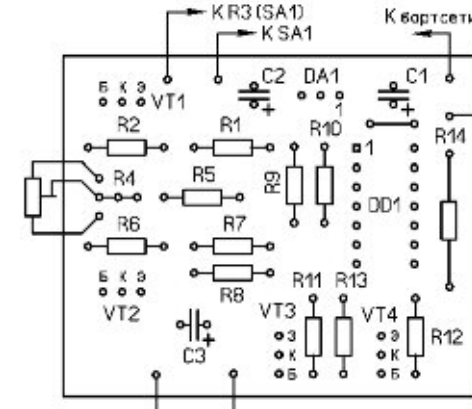 К R3 (SA1)
К SA1
К бортсети
Б К Э
VT1
C2
+
DA1
1
C1
+
R2
R1
R10
1
R14
R4
R5
R9
DD1
R6
R7
Б К Э
VT2
R8
R11
R13
C3
+
VT3
Э
К
Б
VT4
Э
К
Б
R12